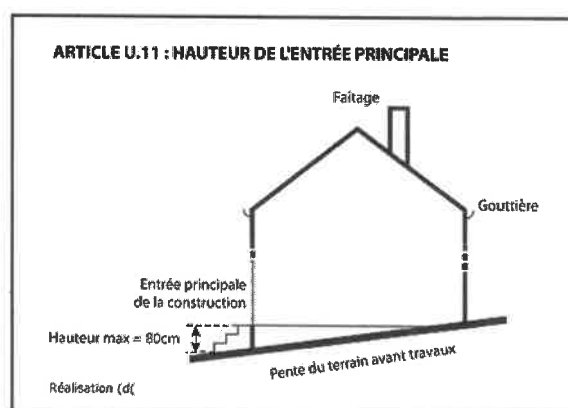 ARTICLE U.11 : HAUTEUR DE L'ENTRÉE PRINCIPALE
Faîtage
Gouttière
Entrée principale
de la construction
Hauteur max = 80cm
Pente du terrain avant travaux
Réalisation (d(